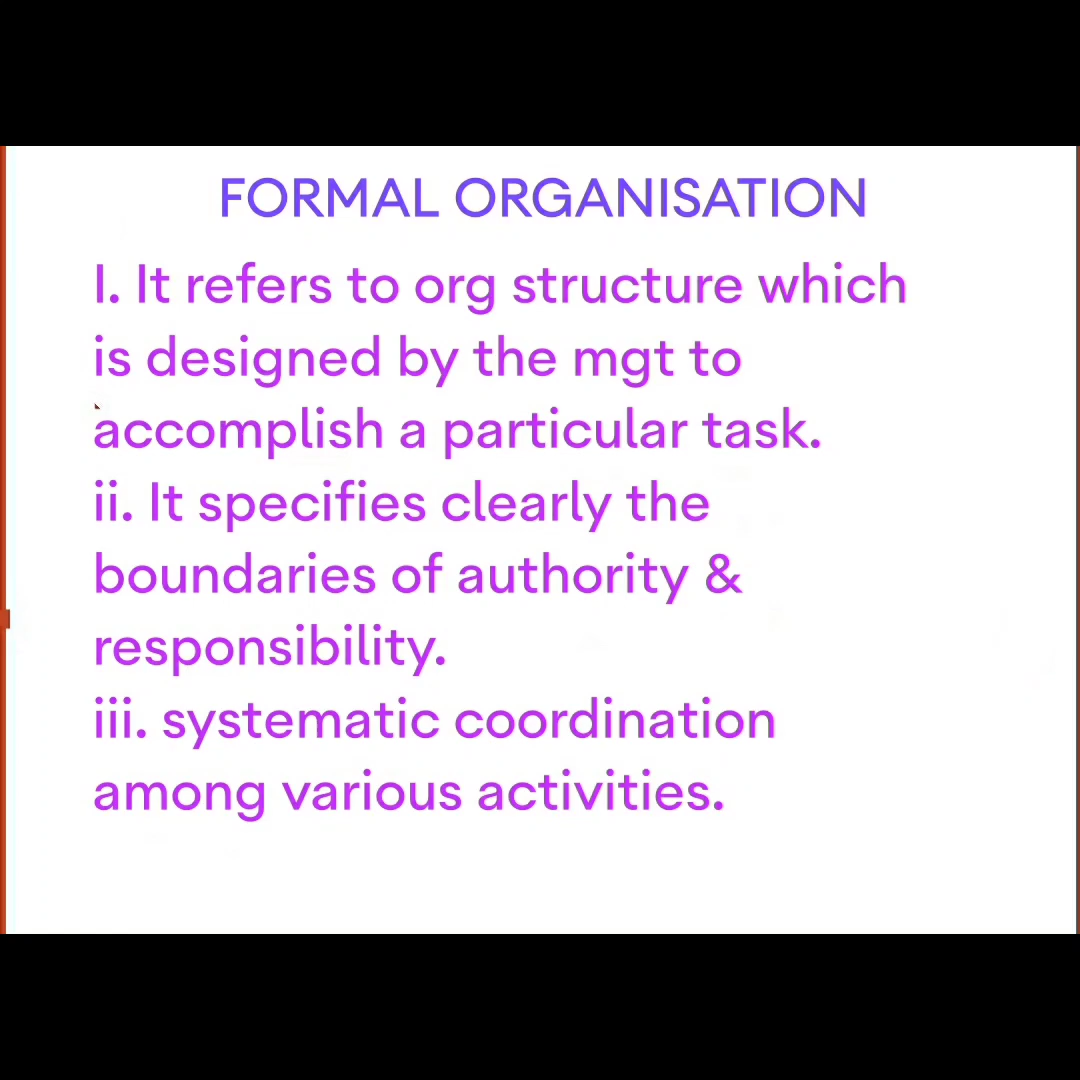 FORMAL ORGANISATION
I. It refers to org structure which
is designed by the mgt to
accomplish a particular task.
ii. It specifies clearly the
boundaries of authority &
responsibility.
iii. systematic coordination
among various activities.